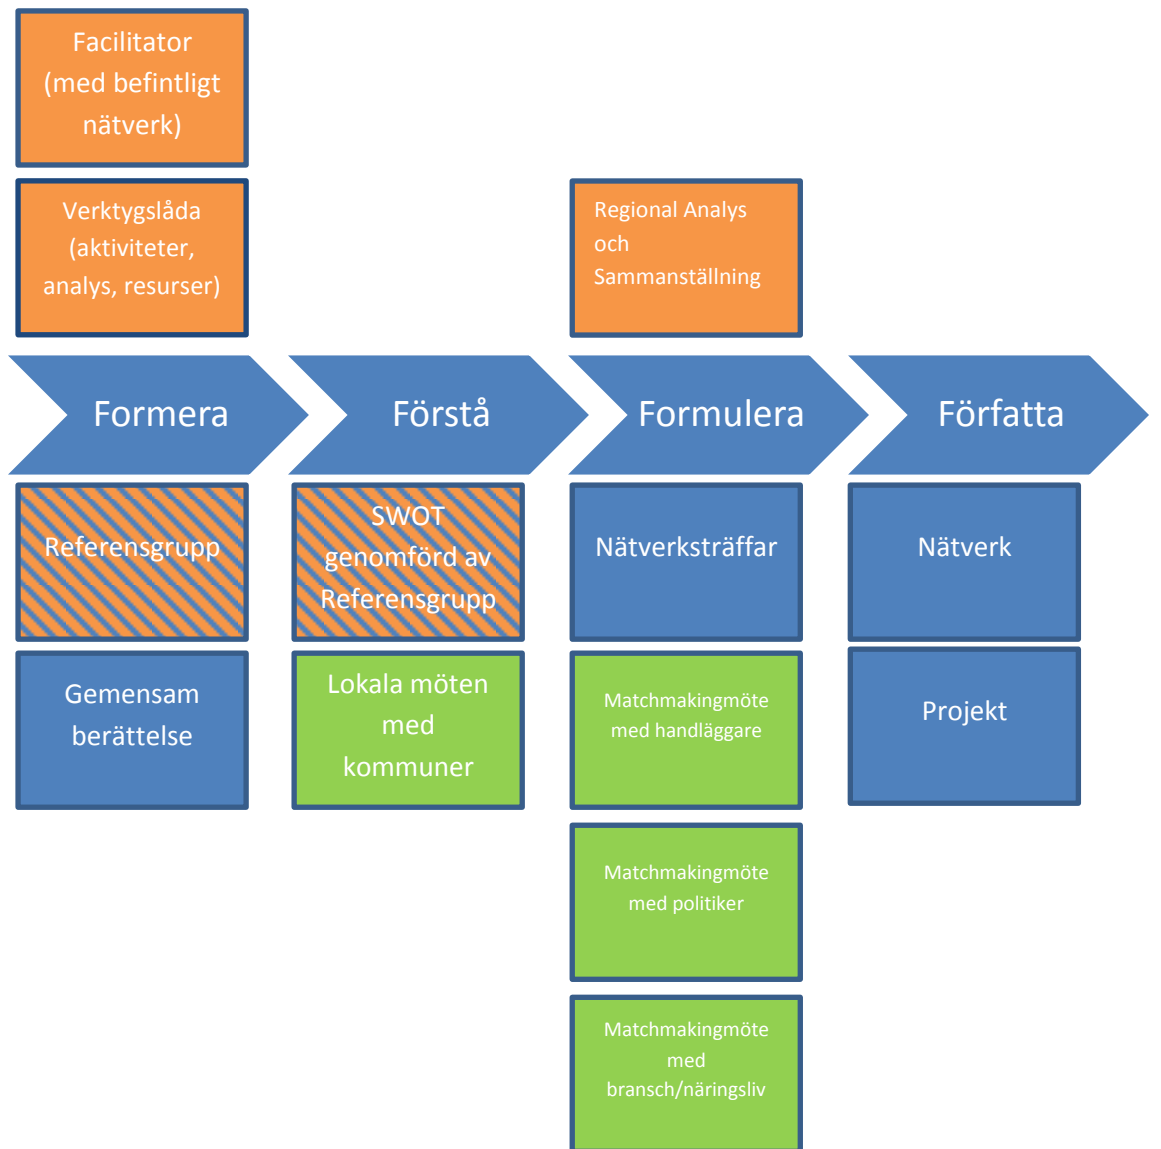 Facilitator
(med befintligt
nätverk)
Verktygslåda
(aktiviteter,
analys, resurser)
Regional Analys
och
Sammanställning
Formera
Förstå
Formulera
Författa
Referensgrupp
SWOT
genomförd av
Referensgrupp
Nätverksträffar
Nätverk
Gemensam
berättelse
Lokala möten
med
kommuner
Matchmakingmöte
med handläggare
Projekt
Matchmakingmöte
med politiker
Matchmakingmöte
med
bransch/näringsliv